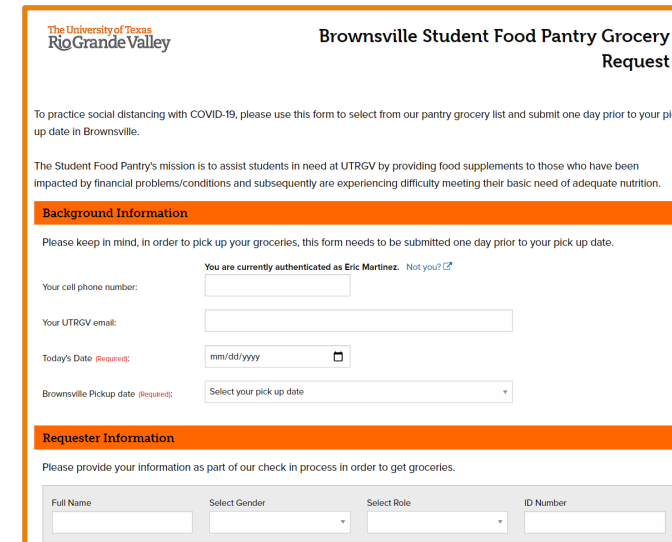 The University of Texas
RioGrande Valley
Brownsville Student Food Pantry Grocery
Request
To practice social distancing with COVID-19, please use this form to select from our pantry grocery list and submit one day prior to your pi
up date in Brownsville.
The Student Food Pantry's mission is to assist students in need at UTRGV by providing food supplements to those who have been
impacted by financial problems/conditions and subsequently are experiencing difficulty meeting their basic need of adequate nutrition.
Background Information
Please keep in mind, in order to pick up your groceries, this form needs to be submitted one day prior to your pick up date.
You are currently authenticated as Eric Martinez. Not you?
Your cell phone number:
Your UTRGV email:
Today's Date (Required): mm/dd/yyyy
Brownsville Pickup date (Required): Select your pick up date
Requester Information
Please provide your information as part of our check in process in order to get groceries.
Full Name Select Gender Select Role ID Number